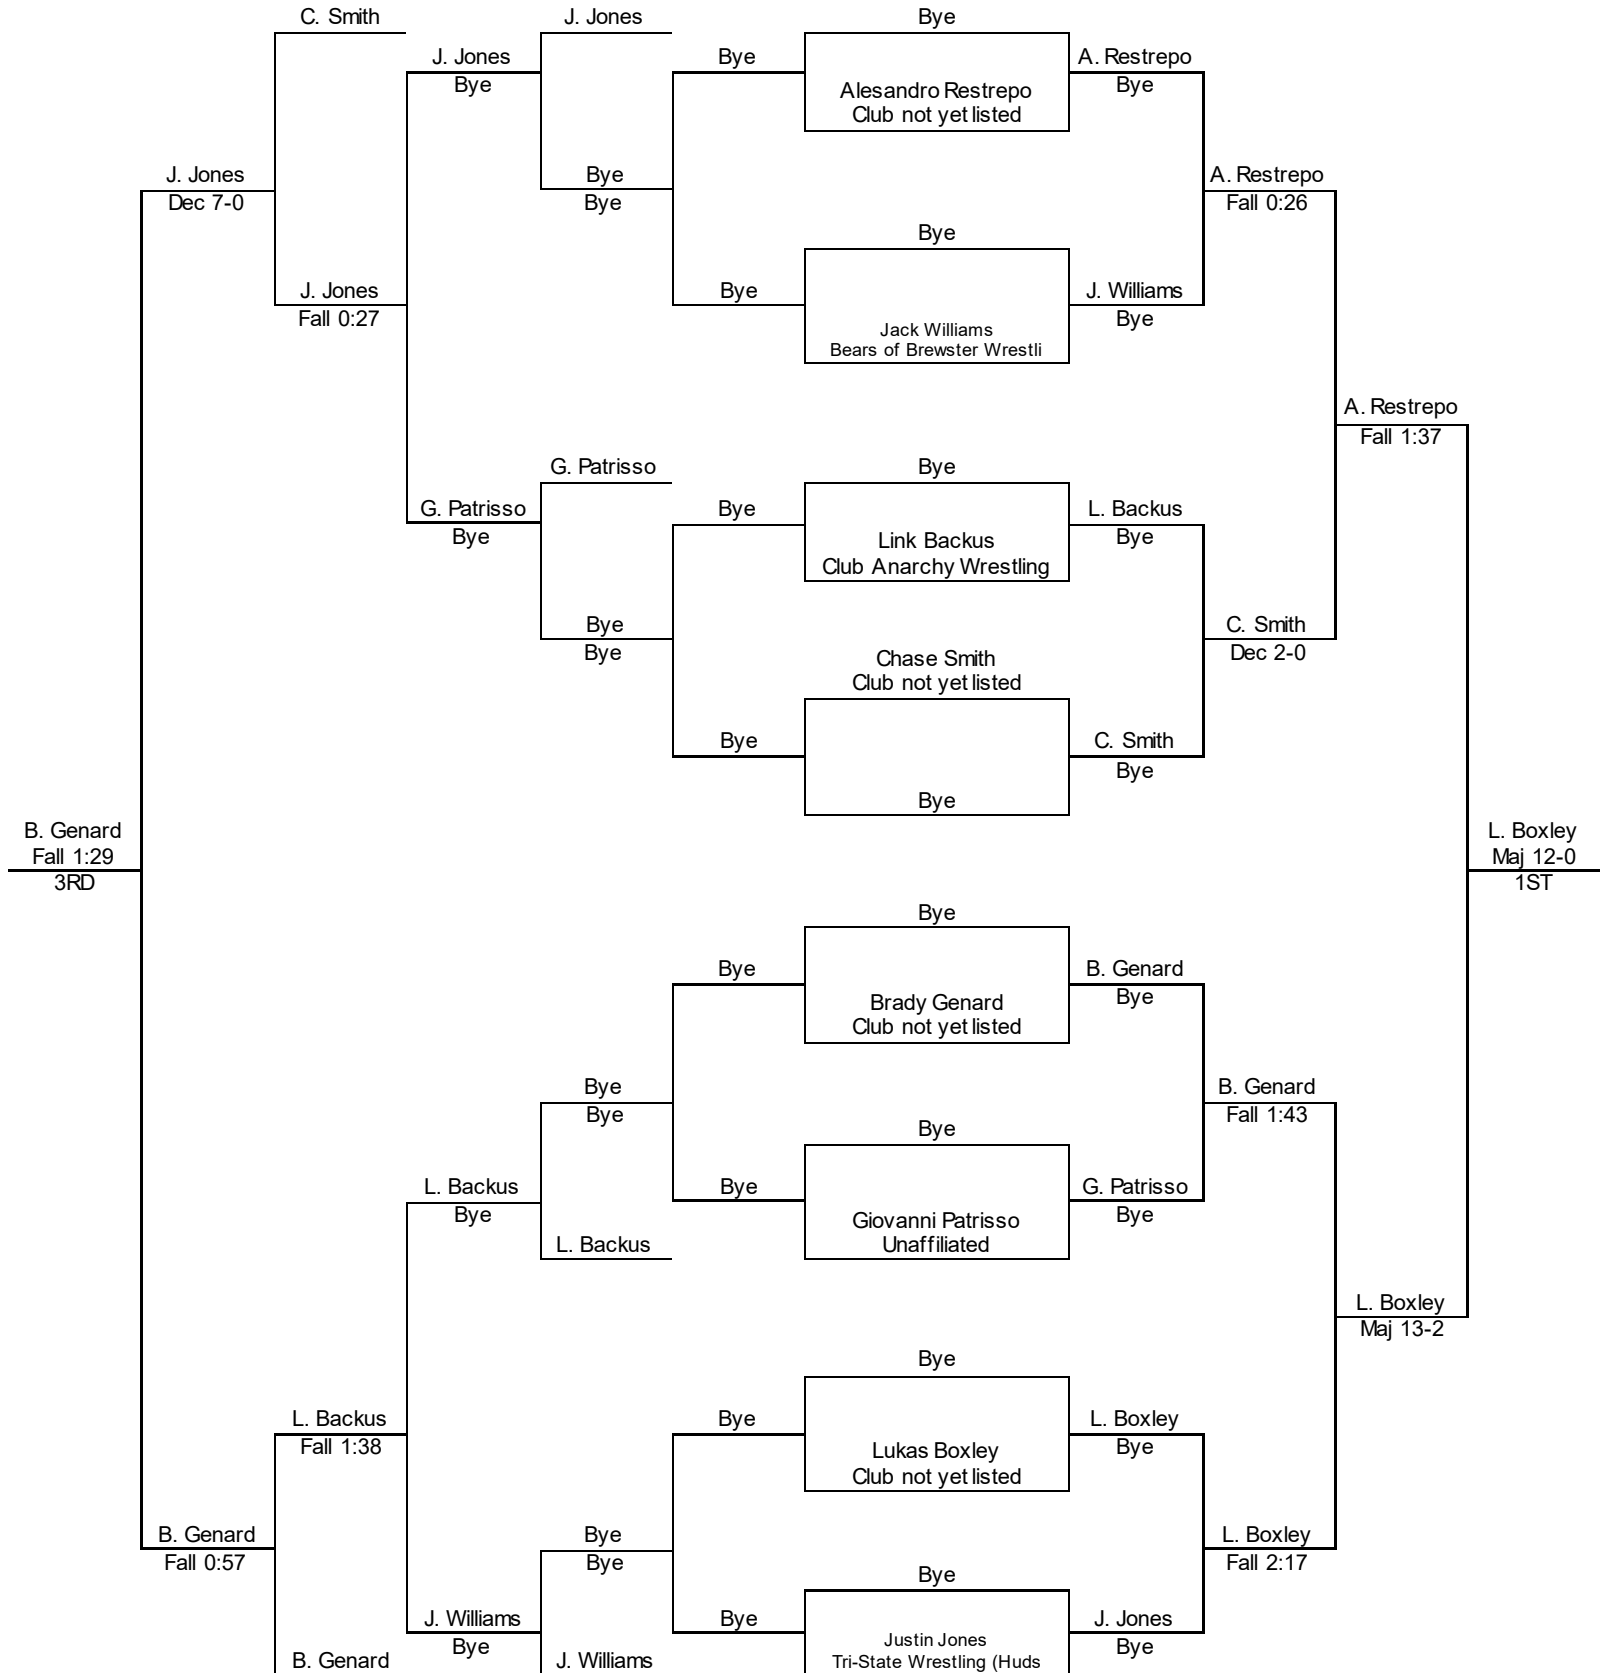 C. Smith
J. Jones
Bye
J. Jones
Bye
A. Restrepo
Bye
Bye
Alesandro Restrepo
Club not yet listed
J. Jones
Dec 7-0
Bye
Bye
A. Restrepo
Fall 0:26
Bye
J. Jones
Fall 0:27
Bye
J. Williams
Bye
Jack Williams
Bears of Brewster Wrestli
A. Restrepo
Fall 1:37
G. Patrisso
Bye
G. Patrisso
Bye
Bye
L. Backus
Bye
Link Backus
Club Anarchy Wrestling
Bye
Bye
C. Smith
Dec 2-0
Chase Smith
Club not yet listed
Bye
C. Smith
Bye
Bye
B. Genard
Fall 1:29
3RD
L. Boxley
Maj 12-0
1ST
Bye
Bye
B. Genard
Bye
Brady Genard
Club not yet listed
Bye
Bye
B. Genard
Fall 1:43
Bye
L. Backus
Bye
Bye
G. Patrisso
Bye
Giovanni Patrisso
Unaffiliated
L. Backus
L. Boxley
Maj 13-2
Bye
L. Backus
Fall 1:38
Bye
L. Boxley
Bye
Lukas Boxley
Club not yet listed
B. Genard
Fall 0:57
Bye
Bye
L. Boxley
Fall 2:17
Bye
J. Williams
Bye
Bye
J. Jones
Bye
Justin Jones
Tri-State Wrestling (Huds
B. Genard
J. Williams